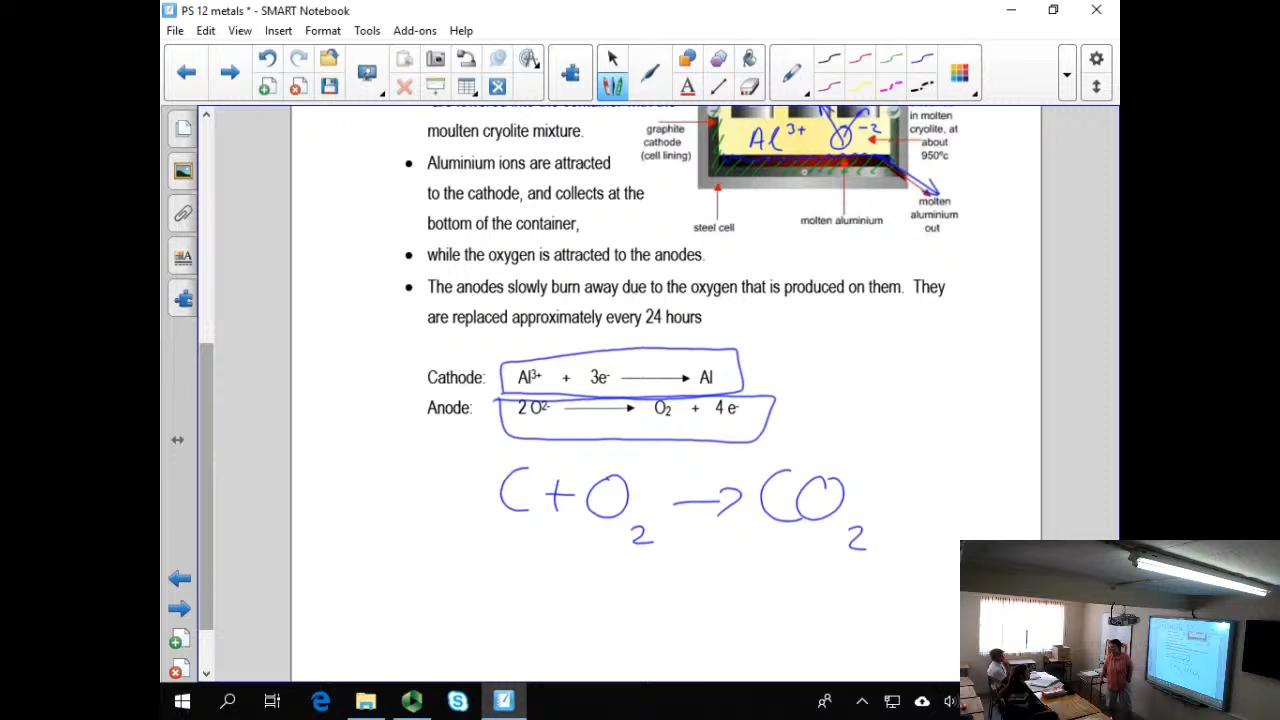 PS 12 metals * - SMART Notebook
File Edit View Insert Format Tools Add-ons Help
moulten cryolite mixture.
• Aluminium ions are attracted
to the cathode, and collects at the
bottom of the container,
• while the oxygen is attracted to the anodes.
• The anodes slowly burn away due to the oxygen that is produced on them. They
are replaced approximately every 24 hours
graphite
cathode
(cell lining)
Al 3+ O -2
in molten
cryolite, at
about
950°c
steel cell
molten aluminium
molten
aluminium
out
Cathode: Al3+ + 3e- → Al
Anode: 2 O2- → O2 + 4 e-
C + O2 → CO2